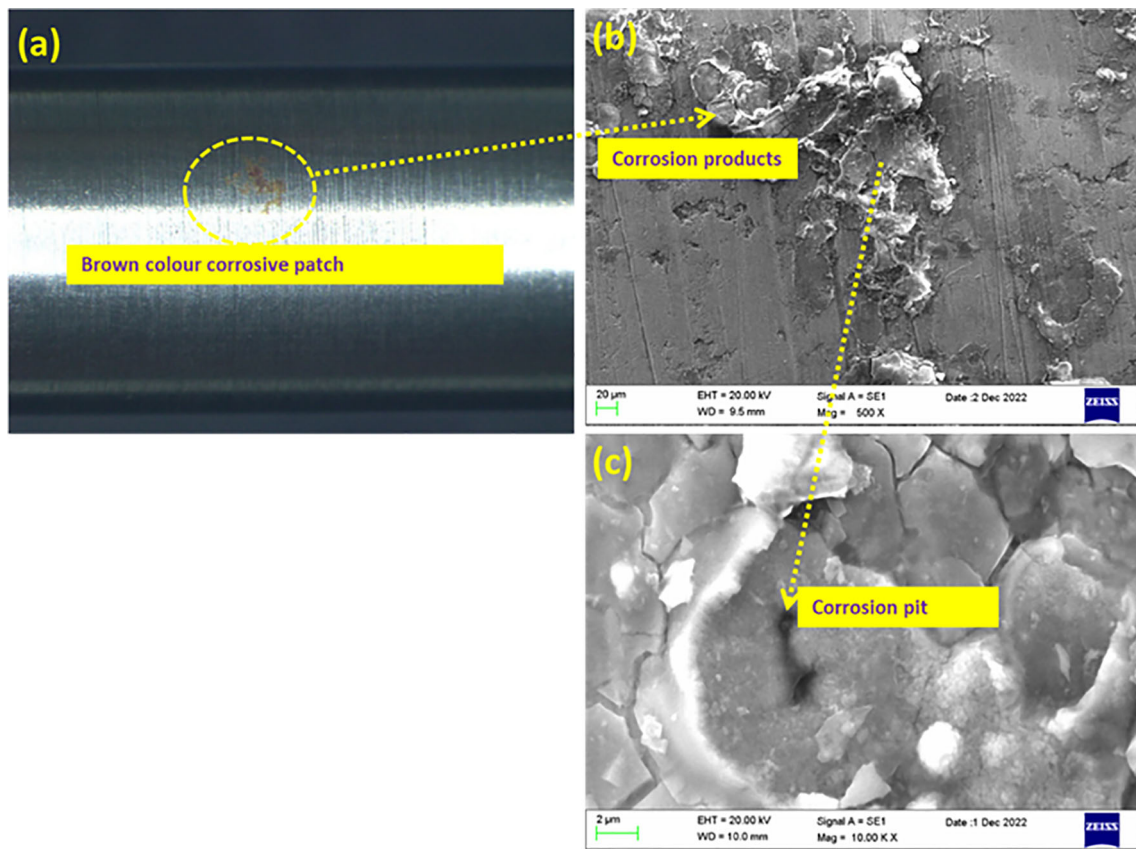 (a)
Brown colour corrosive patch
(b)
Corrosion products
20 µm
EHT = 20.00 kV
WD = 9.5 mm
Signal A = SE1
Mag = 500 X
Date :2 Dec 2022
ZEISS
(c)
Corrosion pit
2 µm
EHT = 20.00 kV
WD = 10.0 mm
Signal A = SE1
Mag = 10.00 K X
Date :1 Dec 2022
ZEISS